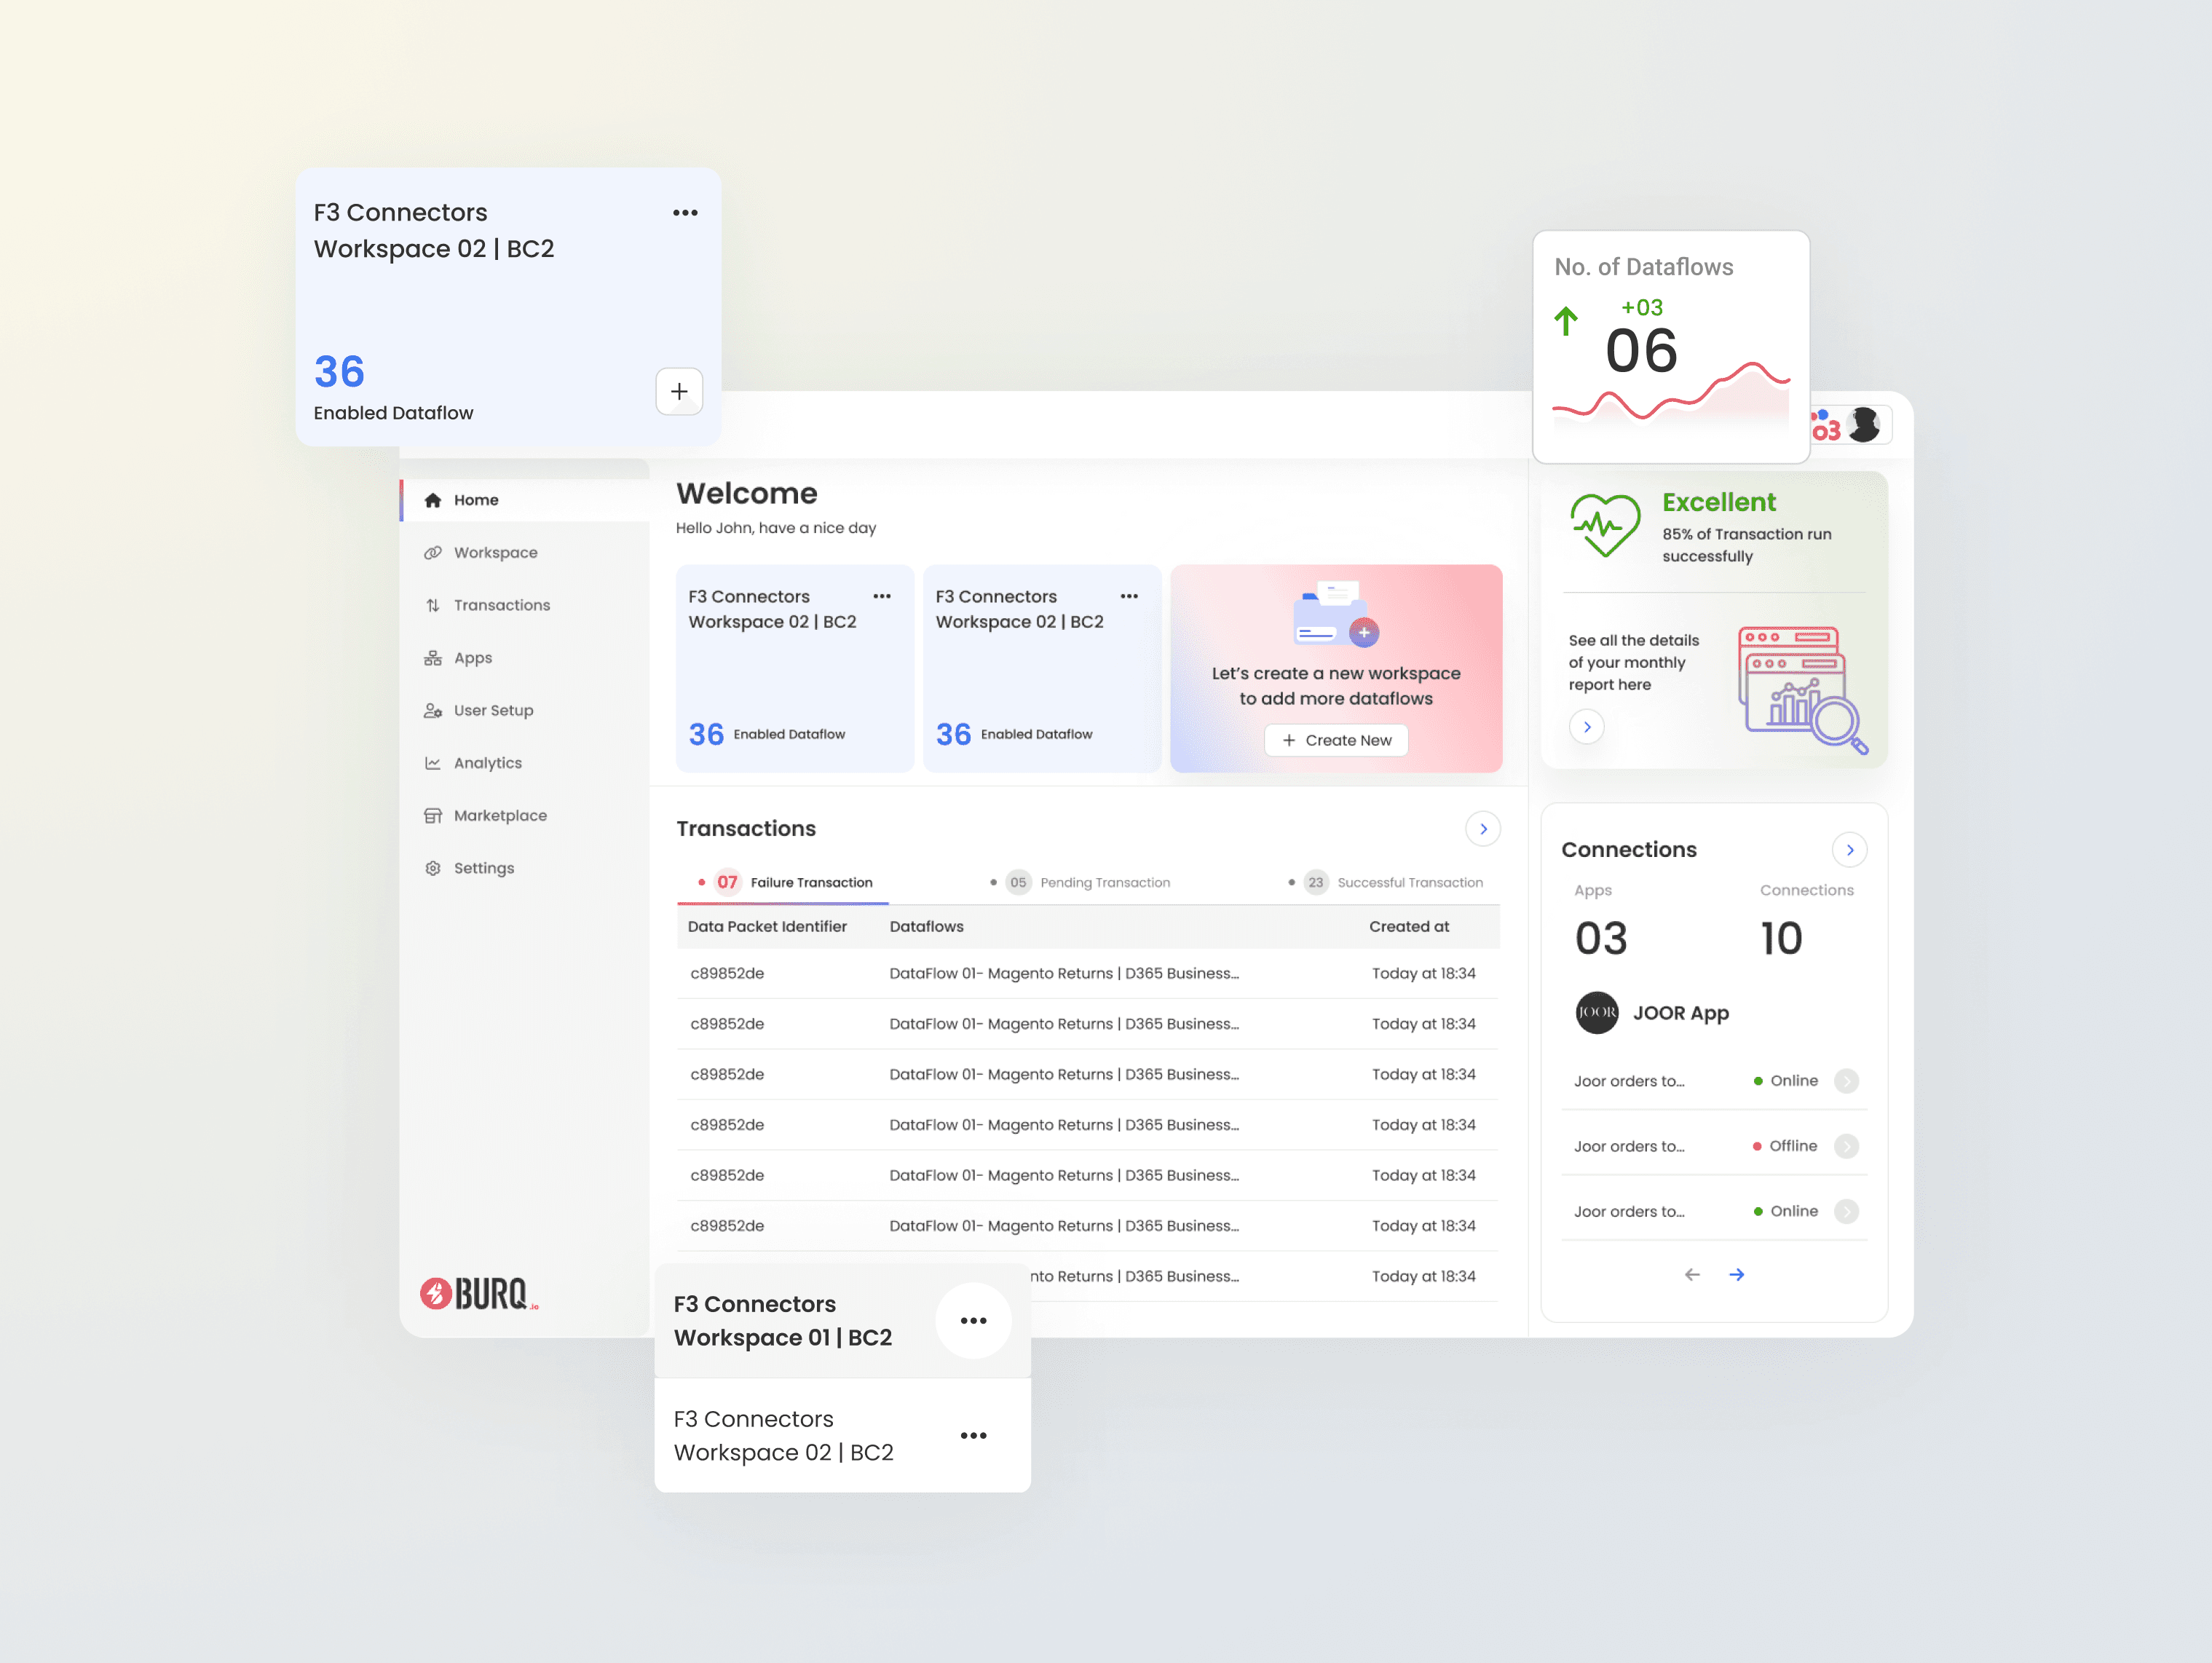 F3 Connectors
Workspace 02 | BC2
36
Enabled Dataflow
No. of Dataflows
+03
06
03
Home
Workspace
Transactions
Apps
User Setup
Analytics
Marketplace
Settings
BURQ.io
Welcome
Hello John, have a nice day
F3 Connectors
Workspace 02 | BC2
36 Enabled Dataflow
F3 Connectors
Workspace 02 | BC2
36 Enabled Dataflow
Let's create a new workspace
to add more dataflows
+ Create New
Transactions
07 Failure Transaction
05 Pending Transaction
23 Successful Transaction
Data Packet Identifier Dataflows Created at
c89852de DataFlow 01- Magento Returns | D365 Business... Today at 18:34
c89852de DataFlow 01- Magento Returns | D365 Business... Today at 18:34
c89852de DataFlow 01- Magento Returns | D365 Business... Today at 18:34
c89852de DataFlow 01- Magento Returns | D365 Business... Today at 18:34
c89852de DataFlow 01- Magento Returns | D365 Business... Today at 18:34
c89852de DataFlow 01- Magento Returns | D365 Business... Today at 18:34
Returns | D365 Business... Today at 18:34
F3 Connectors
Workspace 01 | BC2
F3 Connectors
Workspace 02 | BC2
Excellent
85% of Transaction run
successfully
See all the details
of your monthly
report here
Connections
Apps Connections
03 10
JOOR
JOOR App
Joor orders to... Online
Joor orders to... Offline
Joor orders to... Online